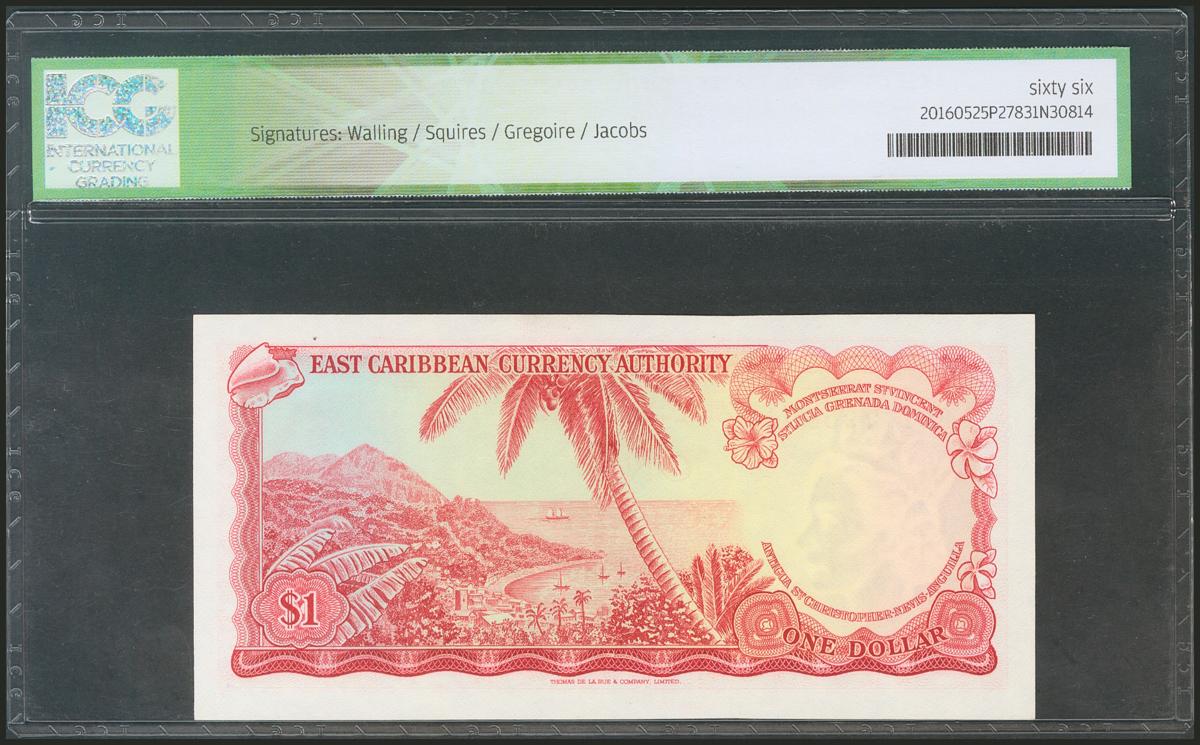 ICG
INTERNATIONAL
CURRENCY
GRADING
Signatures: Walling / Squires / Gregoire / Jacobs
sixty six
20160525P27831N30814
EAST CARIBBEAN CURRENCY AUTHORITY
MONTSERRAT ST VINCENT
ST LUCIA GRENADA DOMINICA
ANTIGUA ST CHRISTOPHER-NEVIS-ANGUILLA
$1
ONE DOLLAR
THOMAS DE LA RUE & COMPANY, LIMITED.